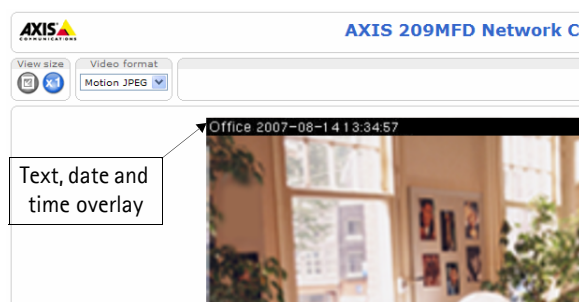 AXIS
COMMUNICATIONS
AXIS 209MFD Network C
View size
Video format
x1
Motion JPEG
Office 2007-08-14 13:34:57
Text, date and
time overlay